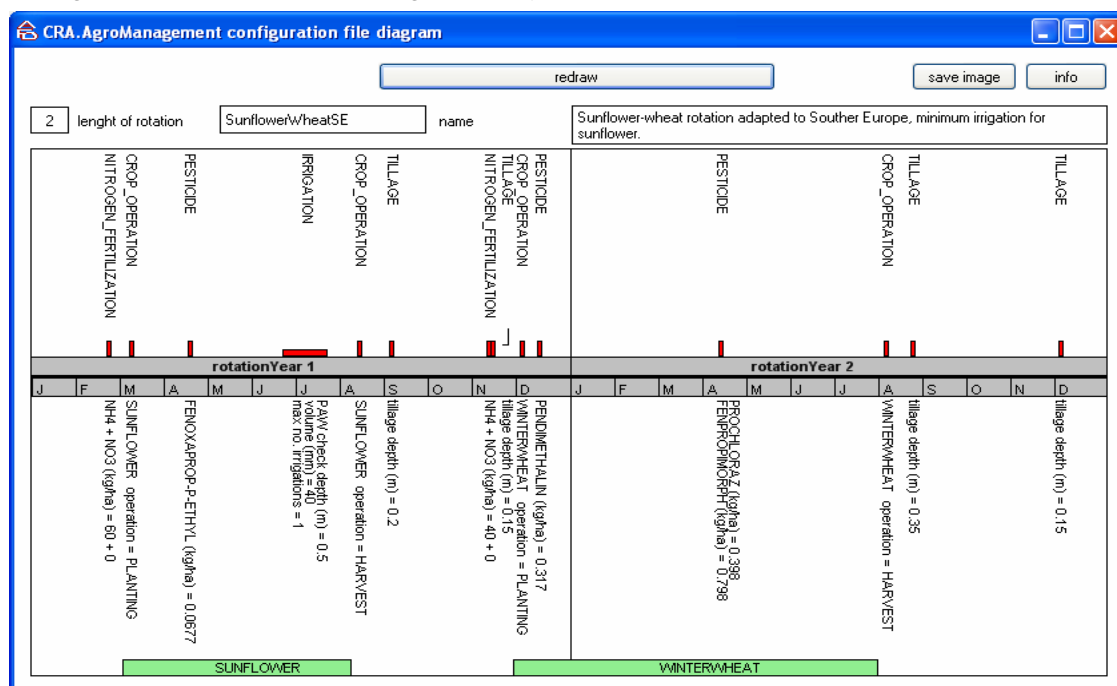 CRA.AgroManagement configuration file diagram
redraw
save image
info
2
lenght of rotation
SunflowerWheatSE
name
Sunflower-wheat rotation adapted to Souther Europe, minimum irrigation for
sunflower.
NITROGEN_FERTILIZATION
CROP_OPERATION
PESTICIDE
IRRIGATION
CROP_OPERATION
TILLAGE
NITROGEN_FERTILIZATION
TILLAGE
CROP_OPERATION
PESTICIDE
PESTICIDE
CROP_OPERATION
TILLAGE
TILLAGE
rotationYear 1
rotationYear 2
J F M A M J J A S O N D J F M A M J J A S O N D
NH4 + NO3 (kg/ha) = 60 + 0
SUNFLOWER operation = PLANTING
FENOXAPROP-P-ETHYL (kg/ha) = 0.0677
PAW check depth (m) = 0.5
volume (mm) = 40
max no. irrigations = 1
SUNFLOWER operation = HARVEST
tillage depth (m) = 0.2
NH4 + NO3 (kg/ha) = 40 + 0
tillage depth (m) = 0.15
WINTERWHEAT operation = PLANTING
PENDIMETHALIN (kg/ha) = 0.317
PROCHLORAZ (kg/ha) = 0.398
FENPROPIMORPH (kg/ha) = 0.798
WINTERWHEAT operation = HARVEST
tillage depth (m) = 0.35
tillage depth (m) = 0.15
SUNFLOWER
WINTERWHEAT